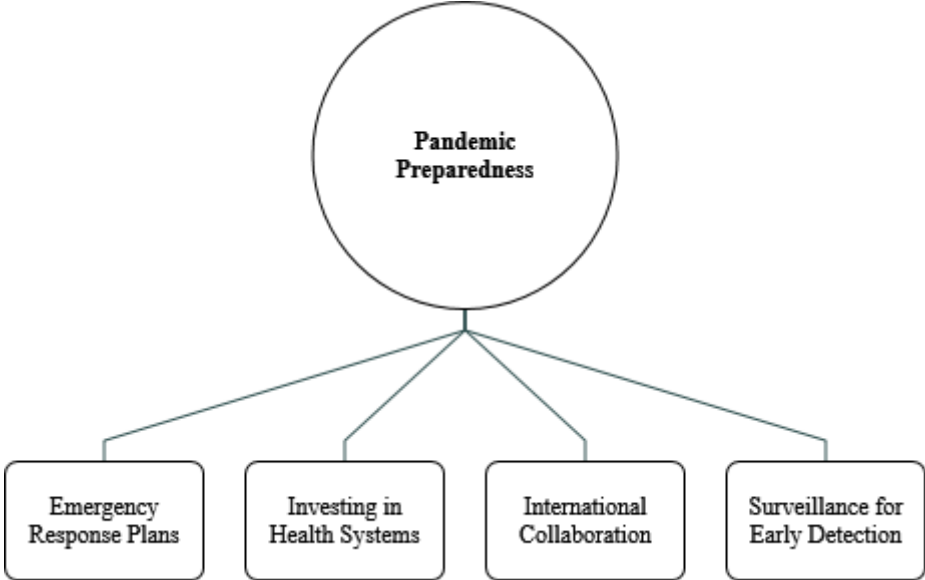 Pandemic
Preparedness
Emergency
Response Plans
Investing in
Health Systems
International
Collaboration
Surveillance for
Early Detection